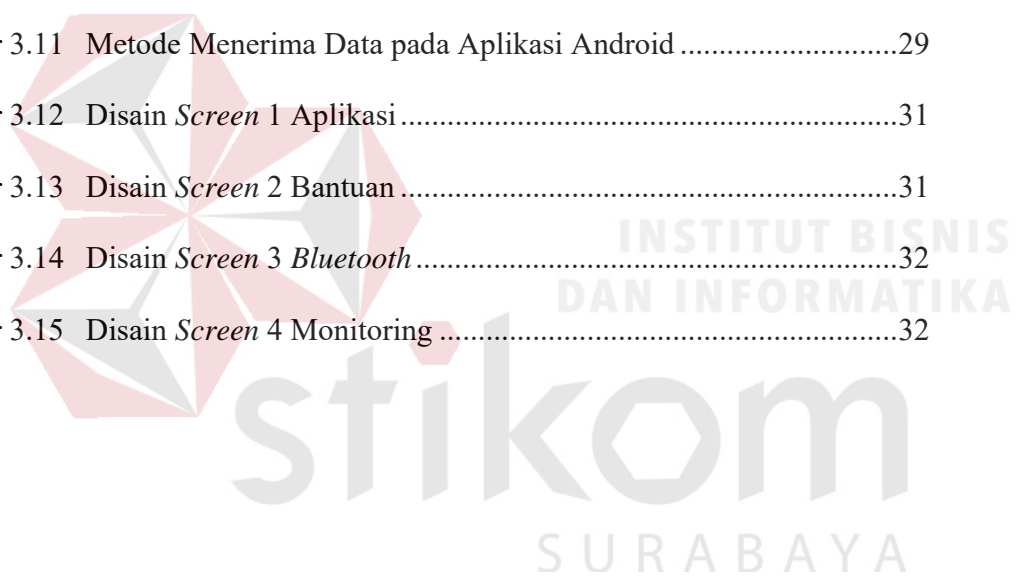 r 3.11 Metode Menerima Data pada Aplikasi Android ............................29
r 3.12 Disain Screen 1 Aplikasi ................................................................31
r 3.13 Disain Screen 2 Bantuan ................................................................31
r 3.14 Disain Screen 3 Bluetooth ..............................................................32
r 3.15 Disain Screen 4 Monitoring ...........................................................32
INSTITUT BISNIS
DAN INFORMATIKA
stikom
SURABAYA